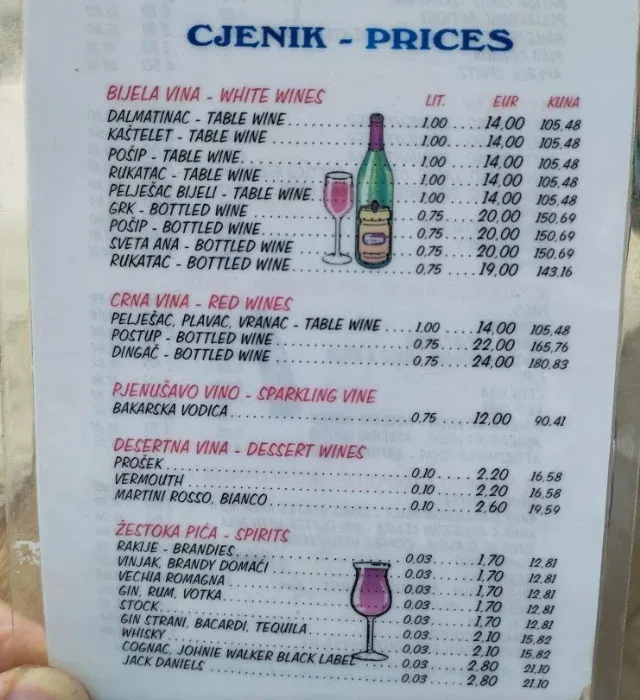 CJENIK - PRICES
BIJELA VINA - WHITE WINES LIT. EUR KUNA
DALMATINAC - TABLE WINE 1,00 14,00 105,48
KAŠTELET - TABLE WINE 1,00 14,00 105,48
POŠIP - TABLE WINE 1,00 14,00 105,48
RUKATAC - TABLE WINE 1,00 14,00 105,48
PELJEŠAC BIJELI - TABLE WINE 1,00 14,00 105,48
GRK - BOTTLED WINE 0,75 20,00 150,69
POŠIP - BOTTLED WINE 0,75 20,00 150,69
SVETA ANA - BOTTLED WINE 0,75 20,00 150,69
RUKATAC - BOTTLED WINE 0,75 19,00 143,16
CRNA VINA - RED WINES
PELJEŠAC, PLAVAC, VRANAC - TABLE WINE 1,00 14,00 105,48
POSTUP - BOTTLED WINE 0,75 22,00 165,76
DINGAČ - BOTTLED WINE 0,75 24,00 180,83
PJENUŠAVO VINO - SPARKLING VINE
BAKARSKA VODICA 0,75 12,00 90,41
DESERTNA VINA - DESSERT WINES
PROŠEK 0,10 2,20 16,58
VERMOUTH 0,10 2,20 16,58
MARTINI ROSSO, BIANCO 0,10 2,60 19,59
ŽESTOKA PIĆA - SPIRITS
RAKIJE - BRANDIES 0,03 1,70 12,81
VINJAK, BRANDY DOMAĆI 0,03 1,70 12,81
VECHIA ROMAGNA 0,03 1,70 12,81
GIN, RUM, VOTKA 0,03 1,70 12,81
STOCK 0,03 1,70 12,81
GIN STRANI, BACARDI, TEQUILA 0,03 2,10 15,82
WHISKY 0,03 2,10 15,82
COGNAC, JOHNIE WALKER BLACK LABEL 0,03 2,80 21,10
JACK DANIELS 0,03 2,80 21,10